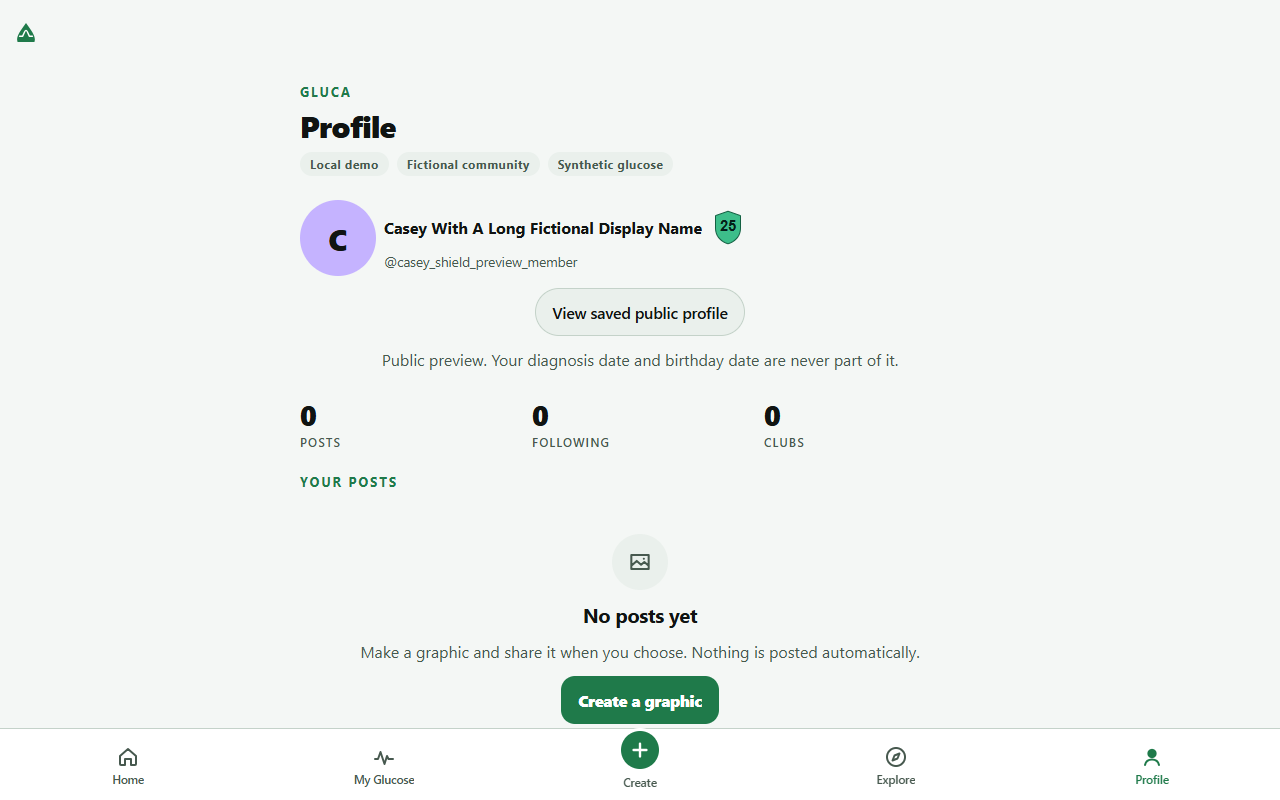 GLUCA
Profile
Local demo Fictional community Synthetic glucose
C
Casey With A Long Fictional Display Name 25
@casey_shield_preview_member
View saved public profile
Public preview. Your diagnosis date and birthday date are never part of it.
0 0 0
POSTS FOLLOWING CLUBS
YOUR POSTS
No posts yet
Make a graphic and share it when you choose. Nothing is posted automatically.
Create a graphic
Home My Glucose Create Explore Profile